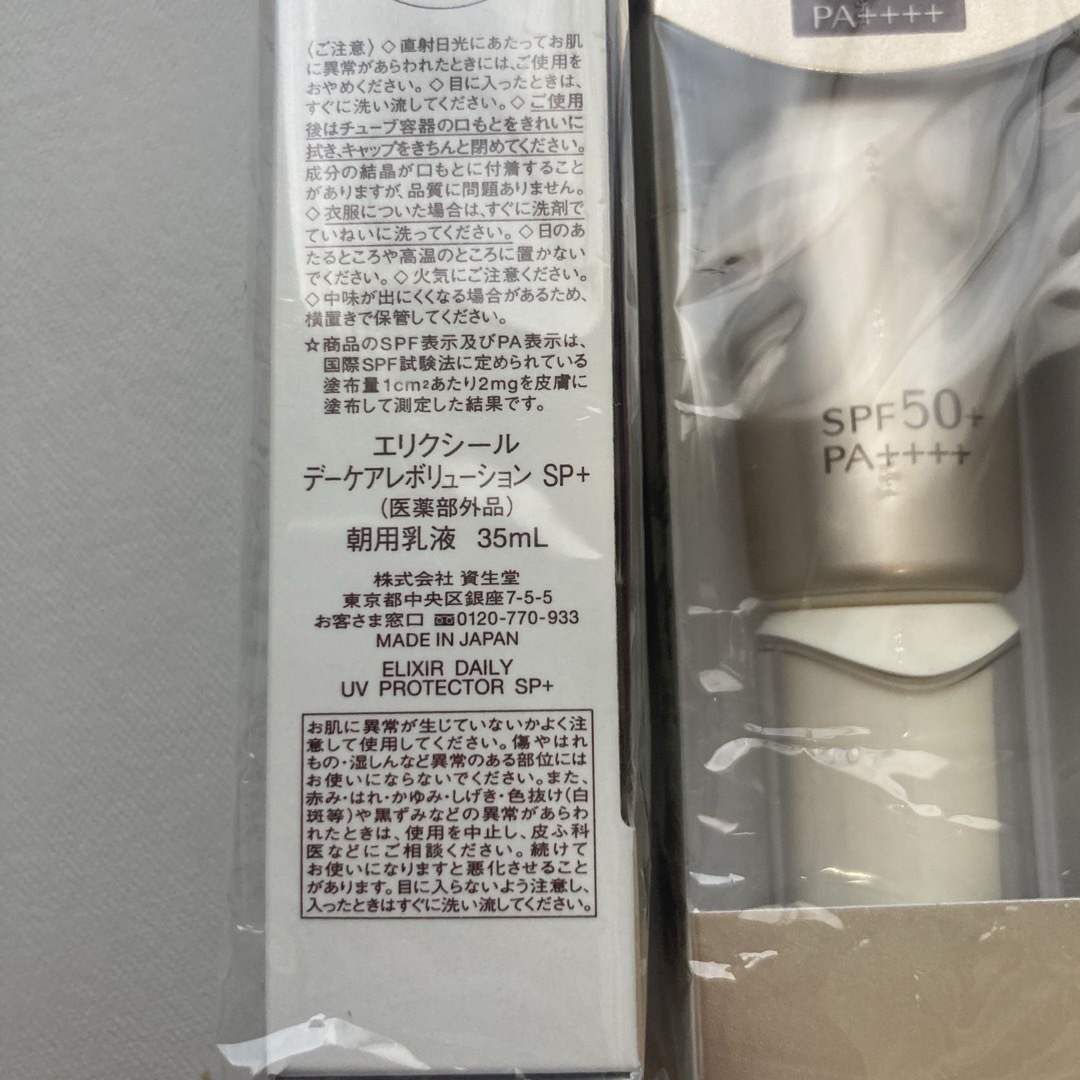 〈ご注意〉◇直射日光にあたってお肌
に異常があらわれたときには、ご使用を
おやめください。◇目に入ったときは、
すぐに洗い流してください。◇ご使用
後はチューブ容器の口もとをきれいに
拭き、キャップをきちんと閉めてください。
成分の結晶が口もとに付着すること
がありますが、品質に問題ありません。
◇衣服についた場合は、すぐに洗剤で
ていねいに洗ってください。◇日のあ
たるところや高温のところに置かない
でください。◇火気にご注意ください。
◇中味が出にくくなる場合があるため、
横置きで保管してください。
☆商品のSPF表示及びPA表示は、
国際SPF試験法に定められている
塗布量1cm²あたり2mgを皮膚に
塗布して測定した結果です。
エリクシール
デーケアレボリューション SP+
(医薬部外品)
朝用乳液 35mL
株式会社 資生堂
東京都中央区銀座7-5-5
お客さま窓口 0120-770-933
MADE IN JAPAN
ELIXIR DAILY
UV PROTECTOR SP+
お肌に異常が生じていないかよく注
意して使用してください。傷やはれ
もの・湿しんなど異常のある部位には
お使いにならないでください。また、
赤み・はれ・かゆみ・しげき・色抜け(白
斑等)や黒ずみなどの異常があらわ
れたときは、使用を中止し、皮ふ科
医などにご相談ください。続けて
お使いになりますと悪化させること
があります。目に入らないよう注意し、
入ったときはすぐに洗い流してください。
PA++++
SPF50+
PA++++